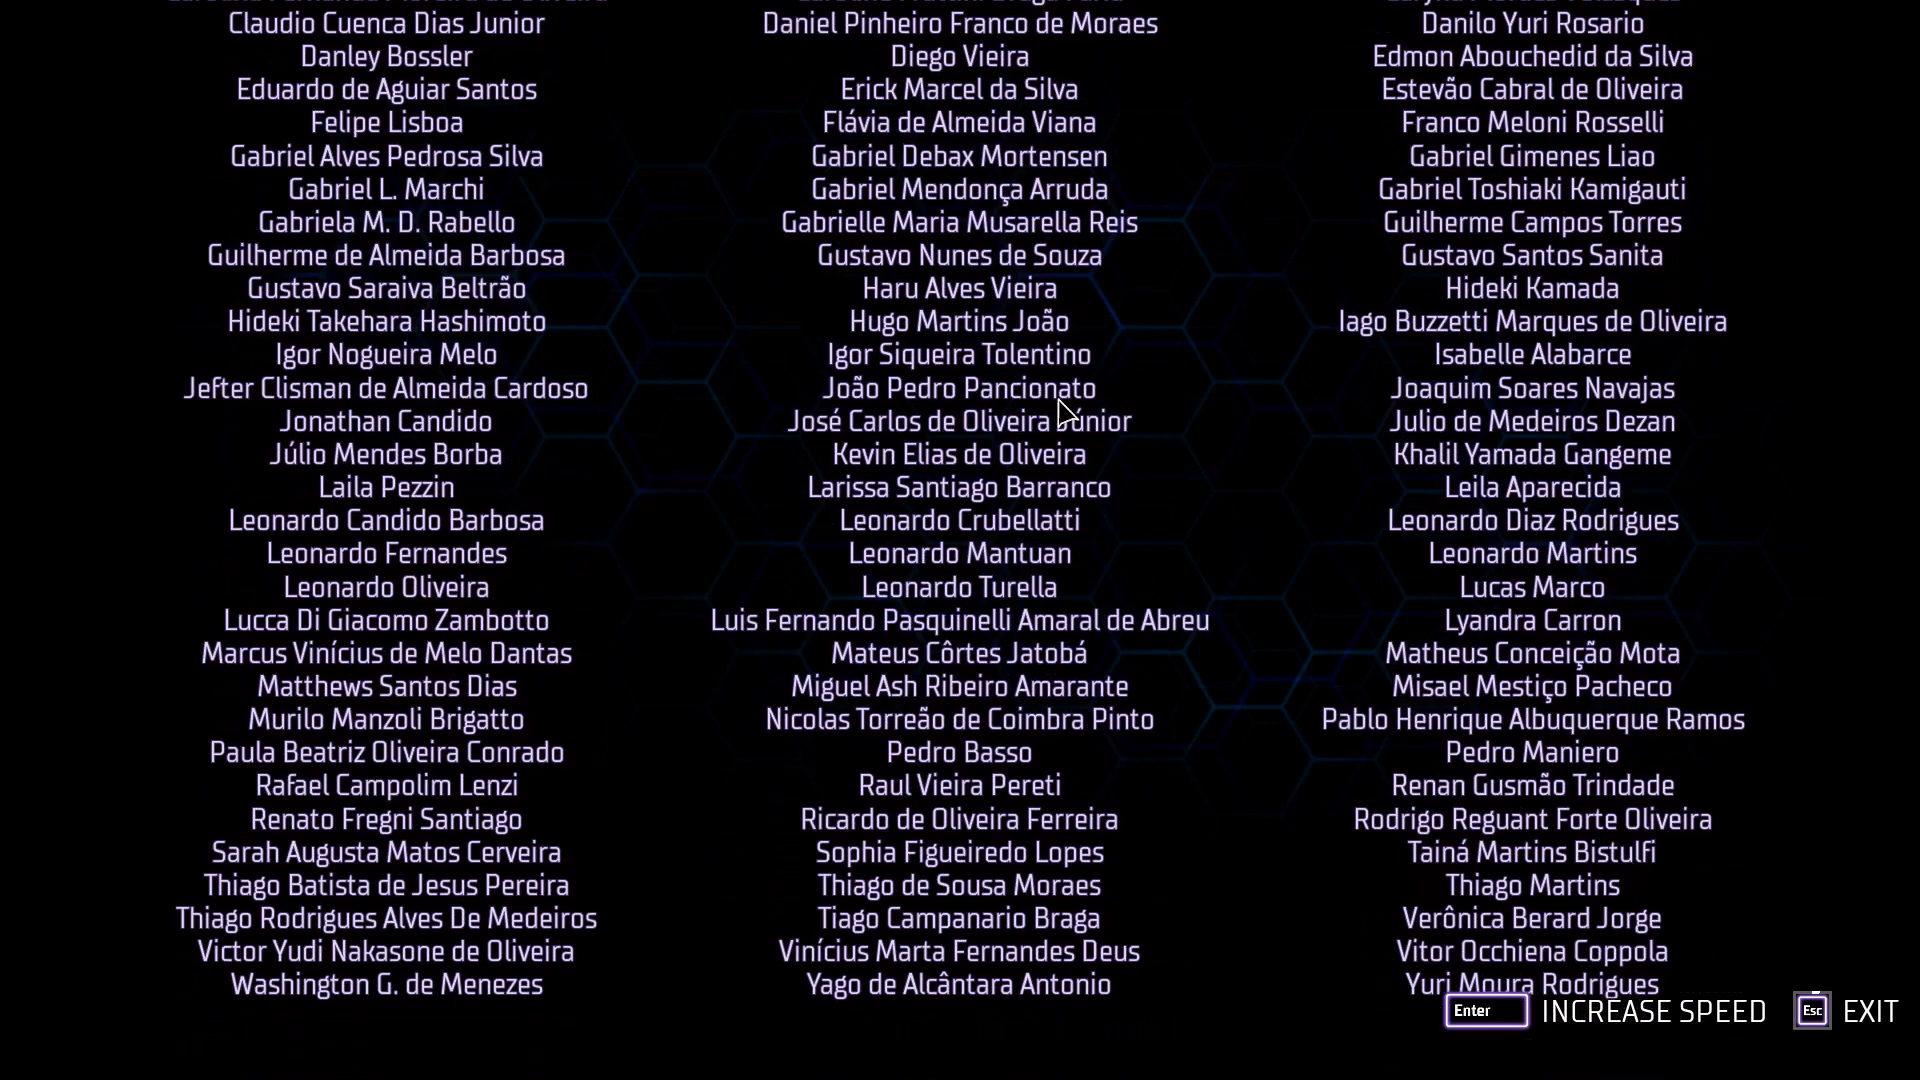 Claudio Cuenca Dias Junior Daniel Pinheiro Franco de Moraes Danilo Yuri Rosario
Danley Bossler Diego Vieira Edmon Abouchedid da Silva
Eduardo de Aguiar Santos Erick Marcel da Silva Estevão Cabral de Oliveira
Felipe Lisboa Flávia de Almeida Viana Franco Meloni Rosselli
Gabriel Alves Pedrosa Silva Gabriel Debax Mortensen Gabriel Gimenes Liao
Gabriel L. Marchi Gabriel Mendonça Arruda Gabriel Toshiaki Kamigauti
Gabriela M. D. Rabello Gabrielle Maria Musarella Reis Guilherme Campos Torres
Guilherme de Almeida Barbosa Gustavo Nunes de Souza Gustavo Santos Sanita
Gustavo Saraiva Beltrão Haru Alves Vieira Hideki Kamada
Hideki Takehara Hashimoto Hugo Martins João Iago Buzzetti Marques de Oliveira
Igor Nogueira Melo Igor Siqueira Tolentino Isabelle Alabarce
Jefter Clisman de Almeida Cardoso João Pedro Pancionato Joaquim Soares Navajas
Jonathan Candido José Carlos de Oliveira Júnior Julio de Medeiros Dezan
Júlio Mendes Borba Kevin Elias de Oliveira Khalil Yamada Gangeme
Laila Pezzin Larissa Santiago Barranco Leila Aparecida
Leonardo Candido Barbosa Leonardo Crubellatti Leonardo Diaz Rodrigues
Leonardo Fernandes Leonardo Mantuan Leonardo Martins
Leonardo Oliveira Leonardo Turella Lucas Marco
Lucca Di Giacomo Zambotto Luis Fernando Pasquinelli Amaral de Abreu Lyandra Carron
Marcus Vinícius de Melo Dantas Mateus Côrtes Jatobá Matheus Conceição Mota
Matthews Santos Dias Miguel Ash Ribeiro Amarante Misael Mestiço Pacheco
Murilo Manzoli Brigatto Nicolas Torreão de Coimbra Pinto Pablo Henrique Albuquerque Ramos
Paula Beatriz Oliveira Conrado Pedro Basso Pedro Maniero
Rafael Campolim Lenzi Raul Vieira Pereti Renan Gusmão Trindade
Renato Fregni Santiago Ricardo de Oliveira Ferreira Rodrigo Reguant Forte Oliveira
Sarah Augusta Matos Cerveira Sophia Figueiredo Lopes Tainá Martins Bistulfi
Thiago Batista de Jesus Pereira Thiago de Sousa Moraes Thiago Martins
Thiago Rodrigues Alves De Medeiros Tiago Campanario Braga Verônica Berard Jorge
Victor Yudi Nakasone de Oliveira Vinícius Marta Fernandes Deus Vitor Occhiena Coppola
Washington G. de Menezes Yago de Alcântara Antonio Yuri Moura Rodrigues
Enter INCREASE SPEED Esc EXIT